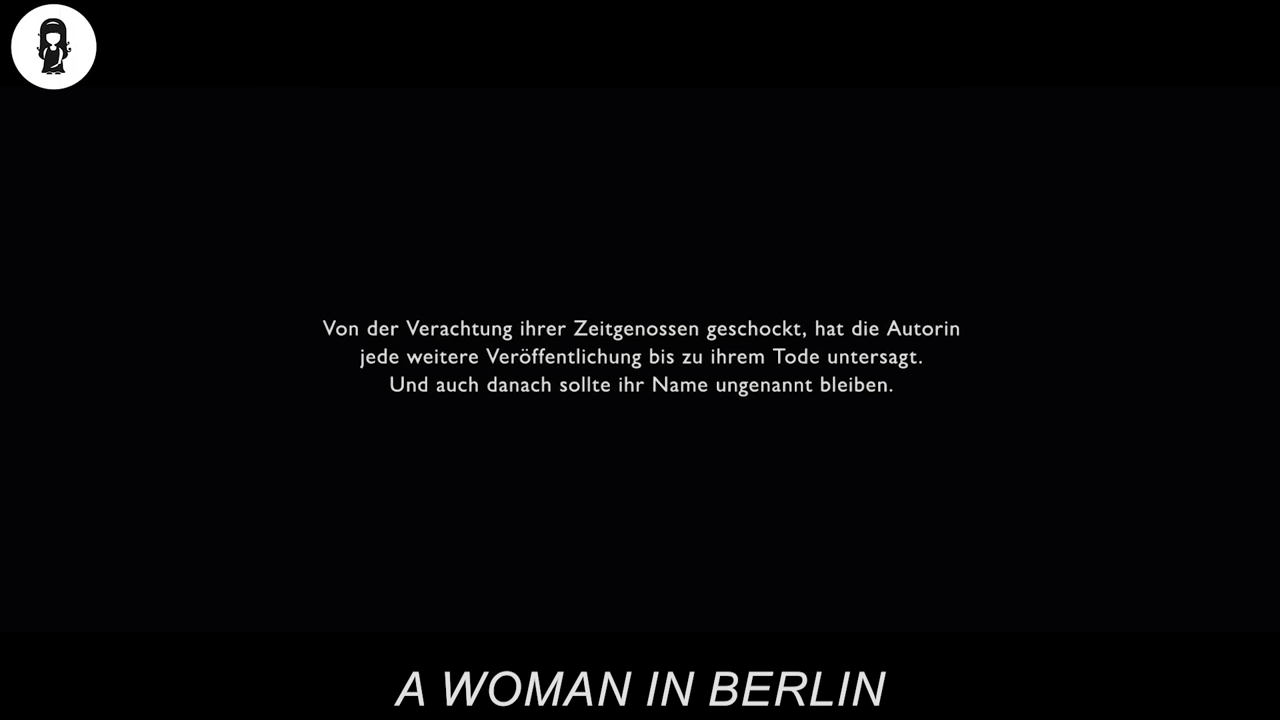 Von der Verachtung ihrer Zeitgenossen geschockt, hat die Autorin
jede weitere Veröffentlichung bis zu ihrem Tode untersagt.
Und auch danach sollte ihr Name ungenannt bleiben.
A WOMAN IN BERLIN